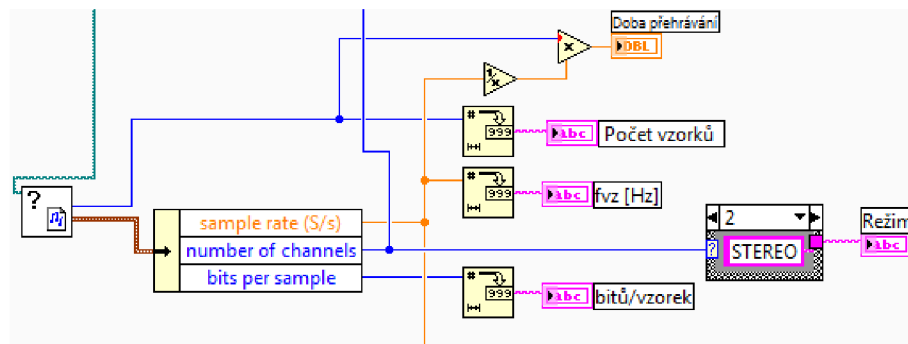 Doba přehrávání
1/x
x
DBL
# 999
abc
Počet vzorků
# 999
abc
fvz [Hz]
?
sample rate (S/s)
number of channels
bits per sample
2
?
STEREO
Režim
abc
# 999
abc
bitů/vzorek